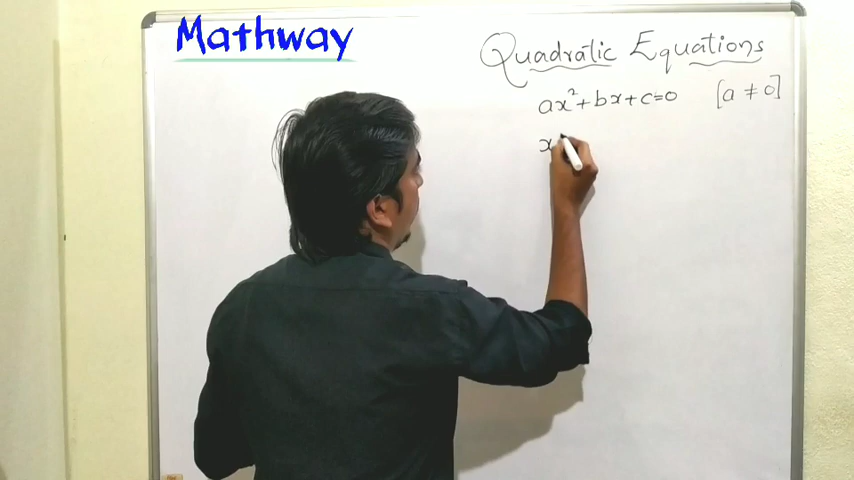 Mathway
Quadratic Equations
ax²+bx+c=0 [a ≠ 0]
x